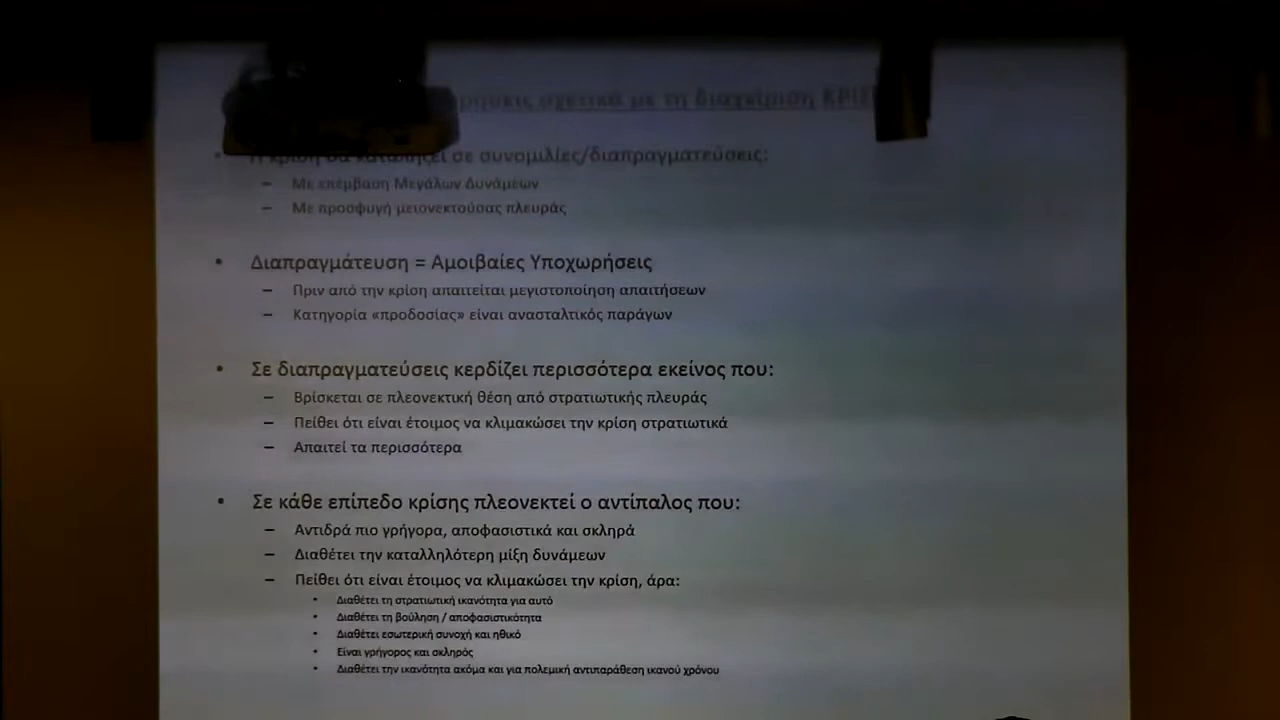 σχετικά με τη διαχείριση
• Η κρίση θα καταλήξει σε συνομιλίες/διαπραγματεύσεις:
– Με επέμβαση Μεγάλων Δυνάμεων
– Με προσφυγή μειονεκτούσας πλευράς
• Διαπραγμάτευση = Αμοιβαίες Υποχωρήσεις
– Πριν από την κρίση απαιτείται μεγιστοποίηση απαιτήσεων
– Κατηγορία «προδοσίας» είναι ανασταλτικός παράγων
• Σε διαπραγματεύσεις κερδίζει περισσότερα εκείνος που:
– Βρίσκεται σε πλεονεκτική θέση από στρατιωτικής πλευράς
– Πείθει ότι είναι έτοιμος να κλιμακώσει την κρίση στρατιωτικά
– Απαιτεί τα περισσότερα
• Σε κάθε επίπεδο κρίσης πλεονεκτεί ο αντίπαλος που:
– Αντιδρά πιο γρήγορα, αποφασιστικά και σκληρά
– Διαθέτει την καταλληλότερη μίξη δυνάμεων
– Πείθει ότι είναι έτοιμος να κλιμακώσει την κρίση, άρα:
• Διαθέτει τη στρατιωτική ικανότητα για αυτό
• Διαθέτει τη βούληση / αποφασιστικότητα
• Διαθέτει εσωτερική συνοχή και ηθικό
• Είναι γρήγορος και σκληρός
• Διαθέτει την ικανότητα ακόμα και για πολεμική αντιπαράθεση ικανού χρόνου